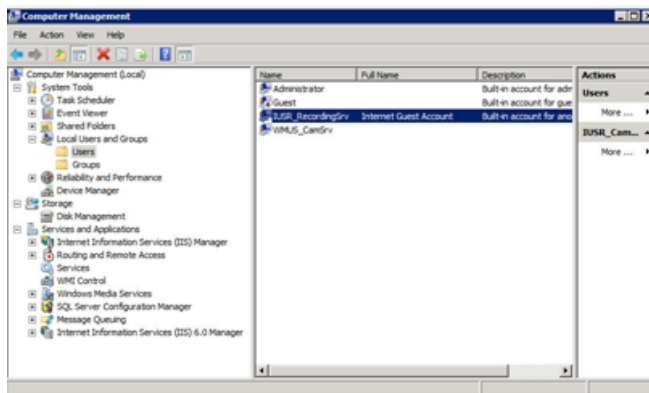 Computer Management
File Action View Help
Computer Management (Local)
System Tools
Task Scheduler
Event Viewer
Shared Folders
Local Users and Groups
Users
Groups
Reliability and Performance
Device Manager
Storage
Disk Management
Services and Applications
Internet Information Services (IIS) Manager
Routing and Remote Access
Services
WMI Control
Windows Media Services
SQL Server Configuration Manager
Message Queuing
Internet Information Services (IIS) 6.0 Manager
Name Full Name Description
Administrator Built-in account for adm
Guest Built-in account for gue
IUSR_RecordingSrv Internet Guest Account Built-in account for ano
WMUS_CamSrv
Actions
Users
More ...
IUSR_Cam...
More ...